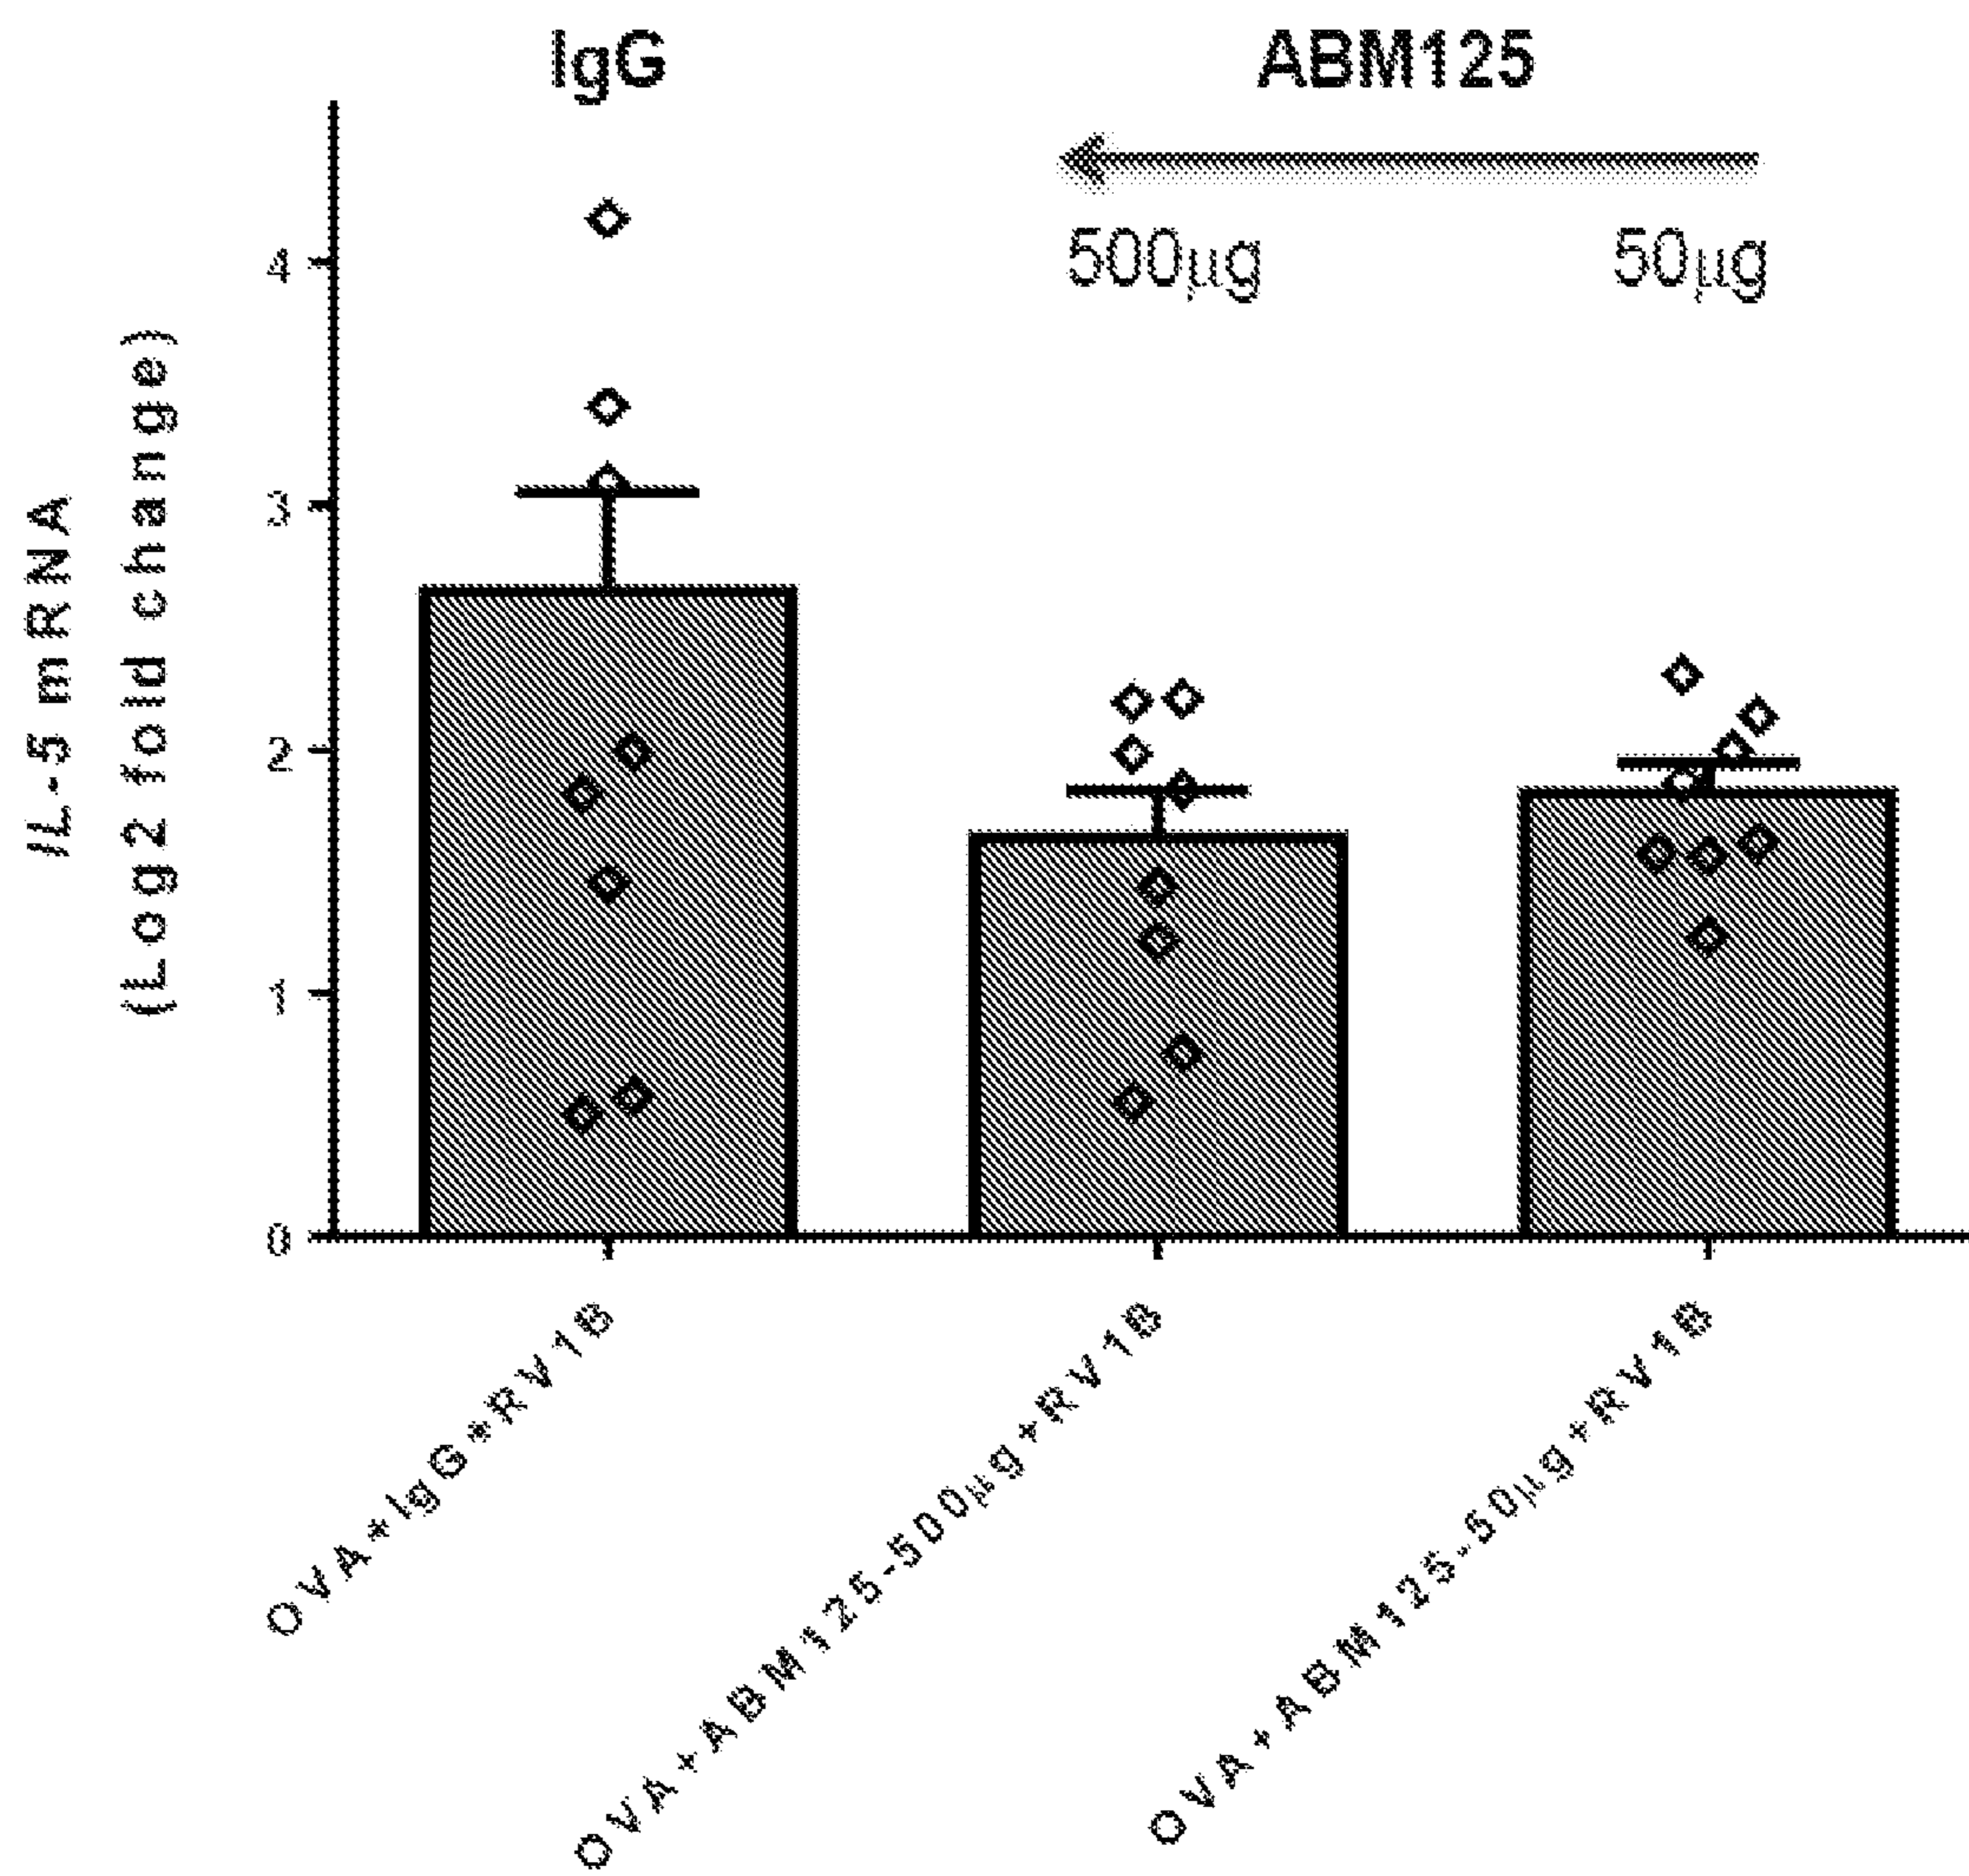 IgG
ABM125
500µg
50µg
IL-5 mRNA
(Log2 fold change)
4
3
2
1
0
OVA+IgG+RV1B
OVA+ABM125-500µg+RV1B
OVA+ABM125-50µg+RV1B